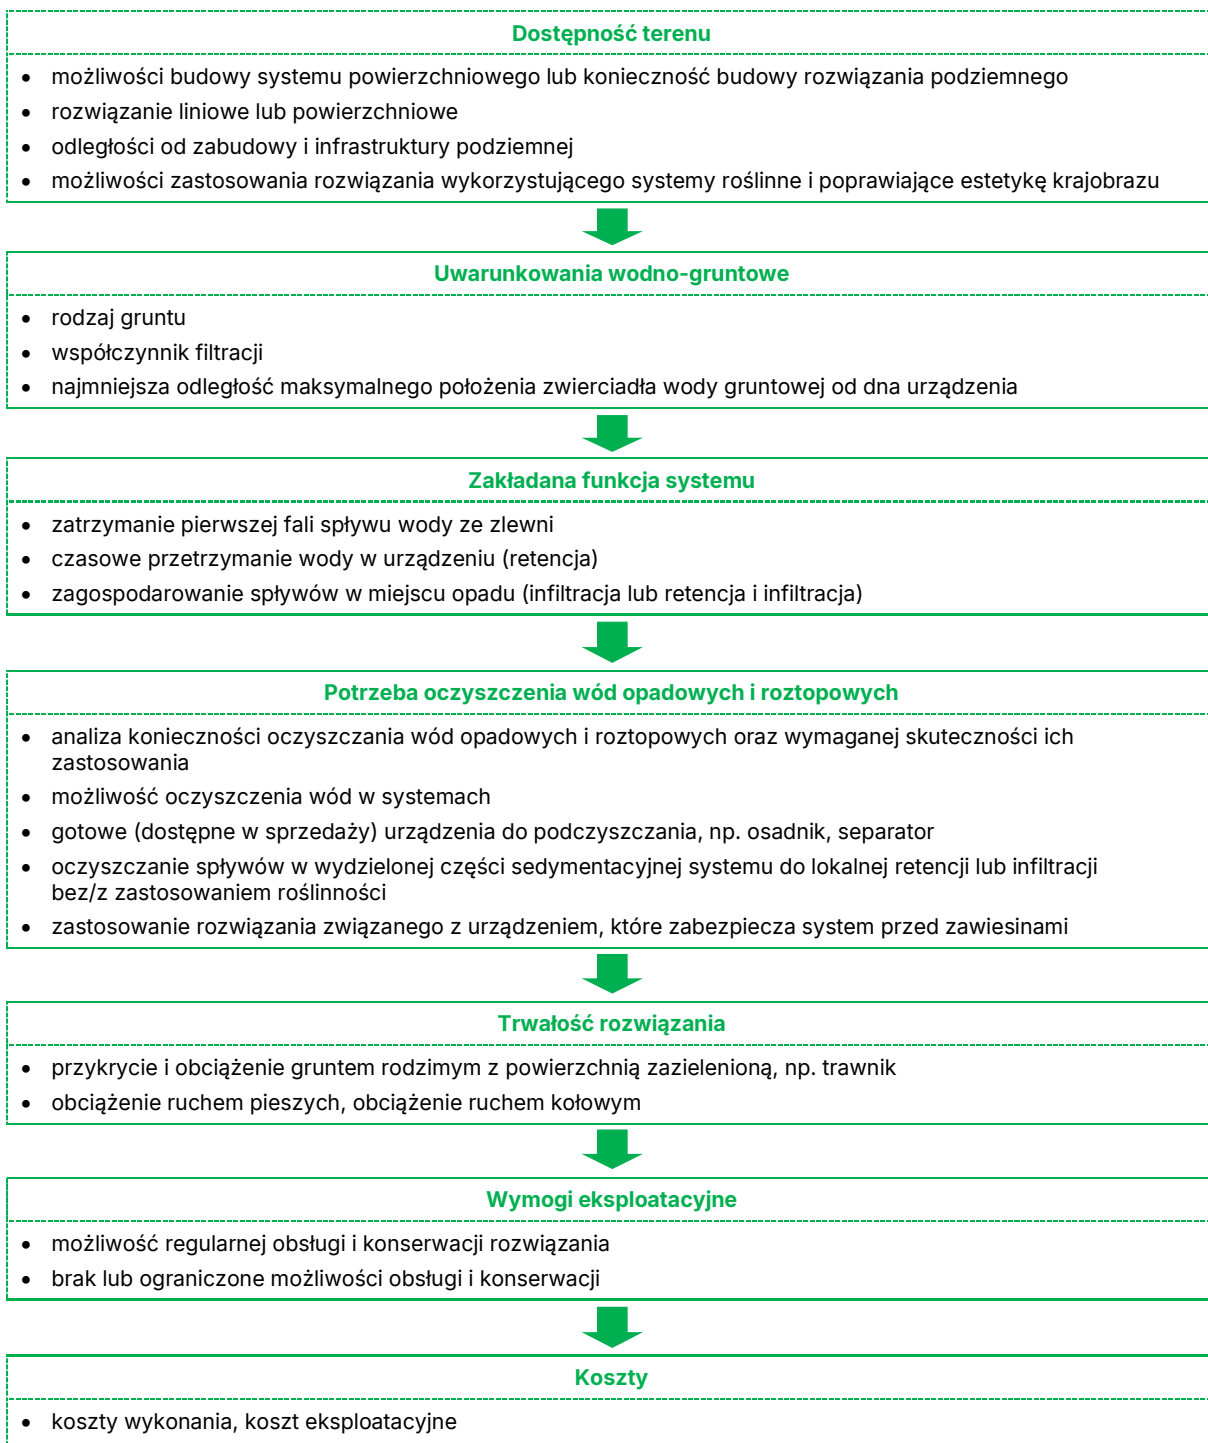 Dostępność terenu
• możliwości budowy systemu powierzchniowego lub konieczność budowy rozwiązania podziemnego
• rozwiązanie liniowe lub powierzchniowe
• odległości od zabudowy i infrastruktury podziemnej
• możliwości zastosowania rozwiązania wykorzystującego systemy roślinne i poprawiające estetykę krajobrazu
Uwarunkowania wodno-gruntowe
• rodzaj gruntu
• współczynnik filtracji
• najmniejsza odległość maksymalnego położenia zwierciadła wody gruntowej od dna urządzenia
Zakładana funkcja systemu
• zatrzymanie pierwszej fali spływu wody ze zlewni
• czasowe przetrzymanie wody w urządzeniu (retencja)
• zagospodarowanie spływów w miejscu opadu (infiltracja lub retencja i infiltracja)
Potrzeba oczyszczenia wód opadowych i roztopowych
• analiza konieczności oczyszczania wód opadowych i roztopowych oraz wymaganej skuteczności ich
zastosowania
• możliwość oczyszczenia wód w systemach
• gotowe (dostępne w sprzedaży) urządzenia do podczyszczania, np. osadnik, separator
• oczyszczanie spływów w wydzielonej części sedymentacyjnej systemu do lokalnej retencji lub infiltracji
bez/z zastosowaniem roślinności
• zastosowanie rozwiązania związanego z urządzeniem, które zabezpiecza system przed zawiesinami
Trwałość rozwiązania
• przykrycie i obciążenie gruntem rodzimym z powierzchnią zazielenioną, np. trawnik
• obciążenie ruchem pieszych, obciążenie ruchem kołowym
Wymogi eksploatacyjne
• możliwość regularnej obsługi i konserwacji rozwiązania
• brak lub ograniczone możliwości obsługi i konserwacji
Koszty
• koszty wykonania, koszt eksploatacyjne